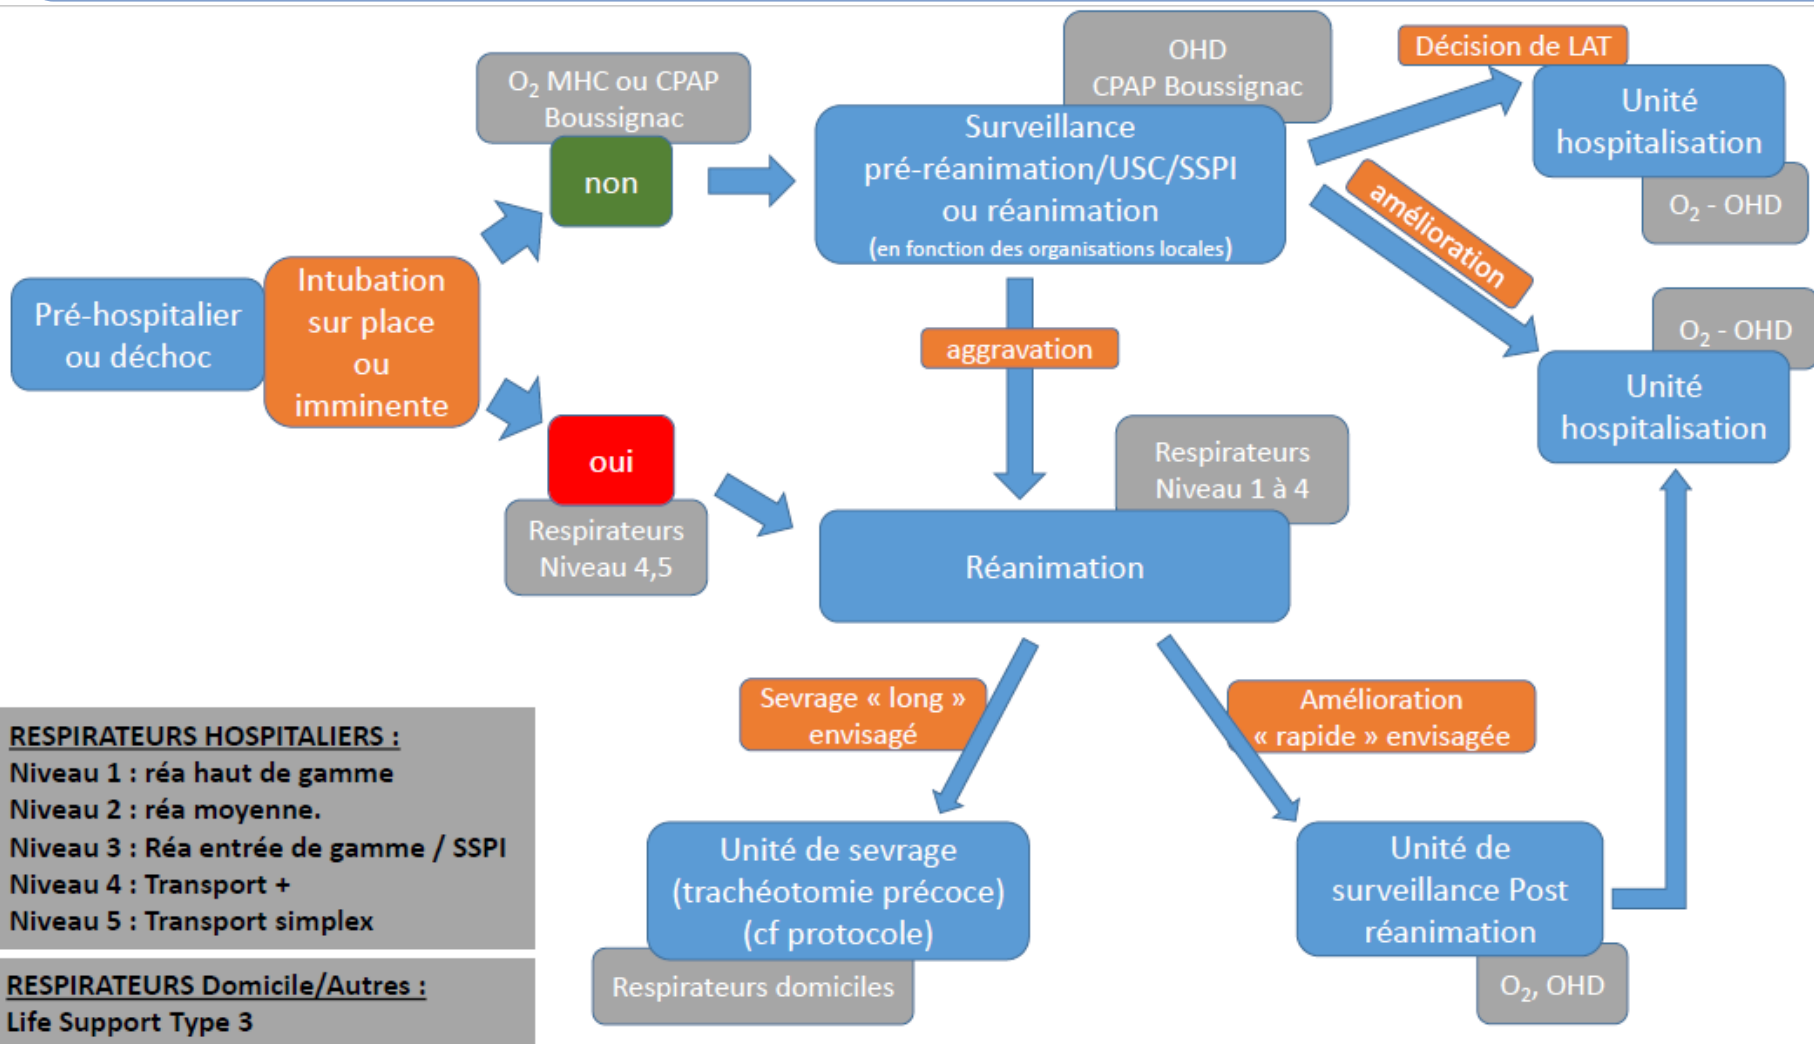 O₂ MHC ou CPAP
Boussignac
non
OHD
CPAP Boussignac
Surveillance
pré-réanimation/USC/SSPI
ou réanimation
(en fonction des organisations locales)
Décision de LAT
Unité
hospitalisation
O₂ - OHD
amélioration
O₂ - OHD
Unité
hospitalisation
Pré-hospitalier
ou déchoc
Intubation
sur place
ou
imminente
aggravation
oui
Respirateurs
Niveau 4,5
Respirateurs
Niveau 1 à 4
Réanimation
Sevrage « long »
envisagé
Amélioration
« rapide » envisagée
Unité de sevrage
(trachéotomie précoce)
(cf protocole)
Respirateurs domiciles
Unité de
surveillance Post
réanimation
O₂, OHD
RESPIRATEURS HOSPITALIERS :
Niveau 1 : réa haut de gamme
Niveau 2 : réa moyenne.
Niveau 3 : Réa entrée de gamme / SSPI
Niveau 4 : Transport +
Niveau 5 : Transport simplex
RESPIRATEURS Domicile/Autres :
Life Support Type 3